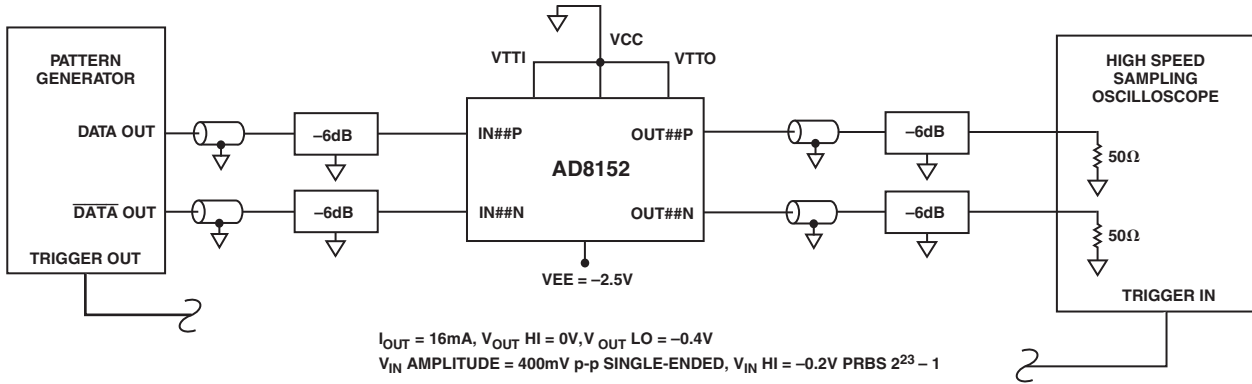 PATTERN
GENERATOR
DATA OUT
DATA OUT
TRIGGER OUT
–6dB
–6dB
VCC
VTTI
VTTO
IN##P
OUT##P
AD8152
IN##N
OUT##N
VEE = –2.5V
–6dB
–6dB
HIGH SPEED
SAMPLING
OSCILLOSCOPE
50Ω
50Ω
TRIGGER IN
IOUT = 16mA, VOUT HI = 0V, V OUT LO = –0.4V
VIN AMPLITUDE = 400mV p-p SINGLE-ENDED, VIN HI = –0.2V PRBS 2²³ – 1